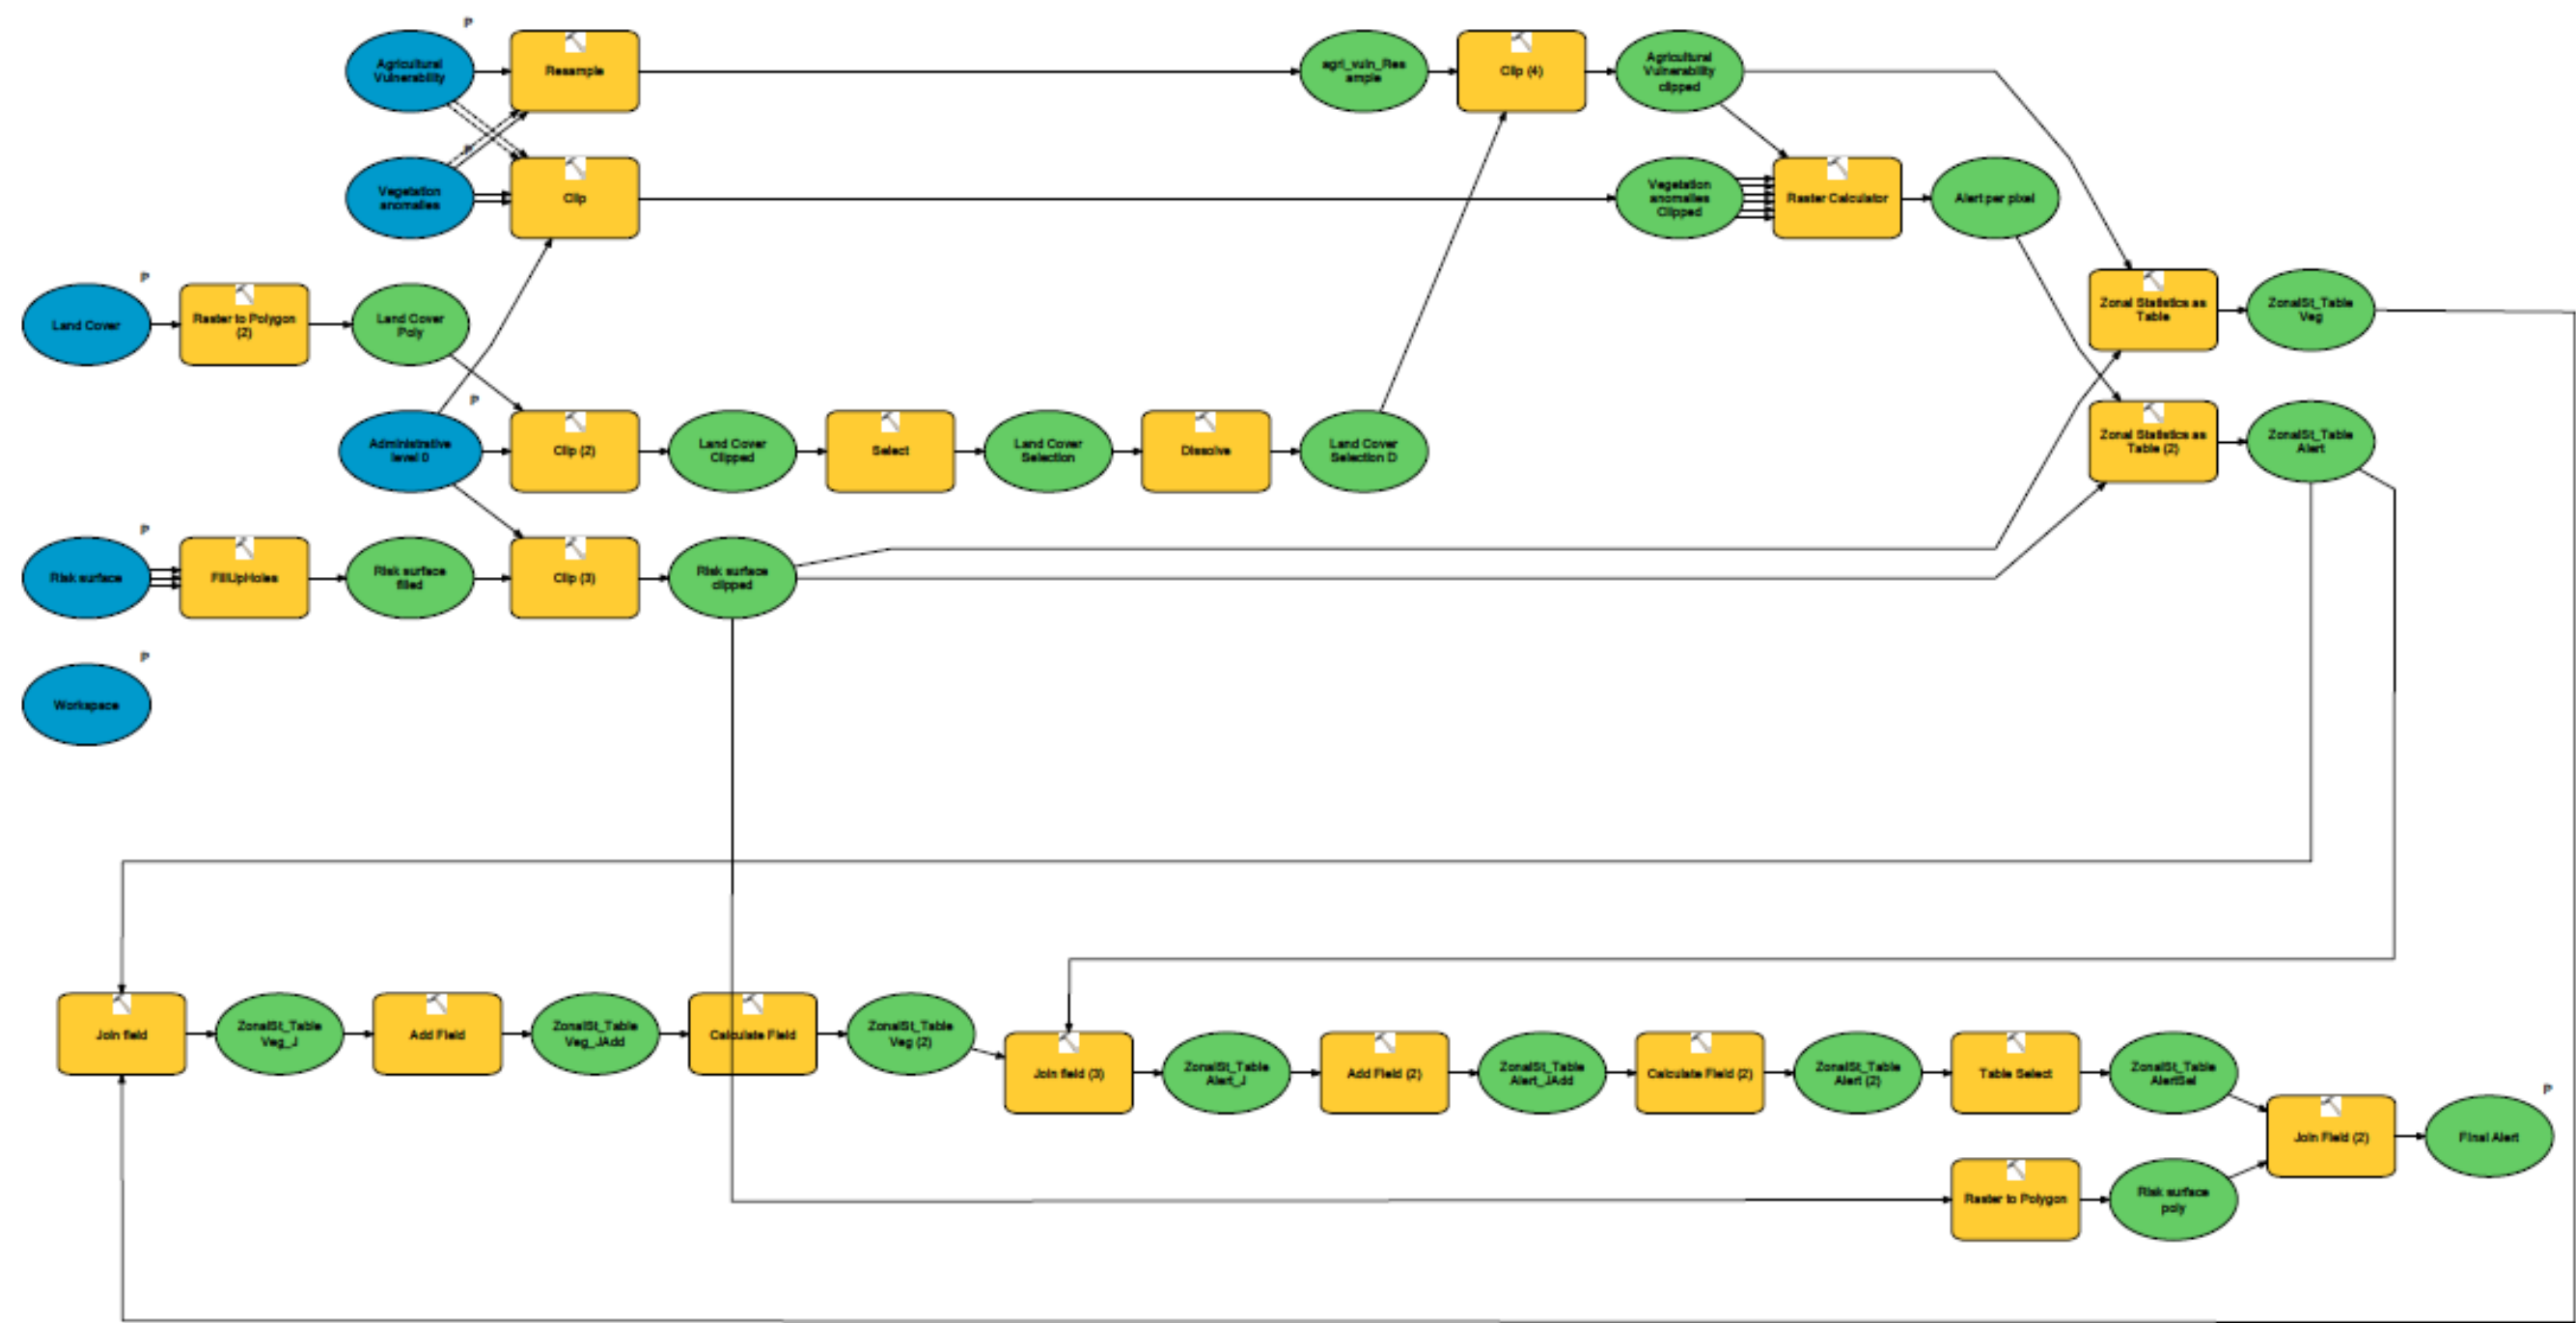 P
Agricultural
Vulnerability
Resample
agri_vuln_Res
ample
Clip (4)
Agricultural
Vulnerability
clipped
P
Vegetation
anomalies
Clip
Vegetation
anomalies
Clipped
Raster Calculator
Alert per pixel
P
Land Cover
Raster to Polygon
(2)
Land Cover
Poly
Zonal Statistics as
Table
ZonalSt_Table
Veg
P
Administrative
level 0
Clip (2)
Land Cover
Clipped
Select
Land Cover
Selection
Dissolve
Land Cover
Selection D
Zonal Statistics as
Table (2)
ZonalSt_Table
Alert
P
Risk surface
FillUpHoles
Risk surface
filled
Clip (3)
Risk surface
clipped
P
Workspace
Join field
ZonalSt_Table
Veg_J
Add Field
ZonalSt_Table
Veg_JAdd
Calculate Field
ZonalSt_Table
Veg (2)
Join field (3)
ZonalSt_Table
Alert_J
Add Field (2)
ZonalSt_Table
Alert_JAdd
Calculate Field (2)
ZonalSt_Table
Alert (2)
Table Select
ZonalSt_Table
AlertSel
P
Join Field (2)
Final Alert
Raster to Polygon
Risk surface
poly